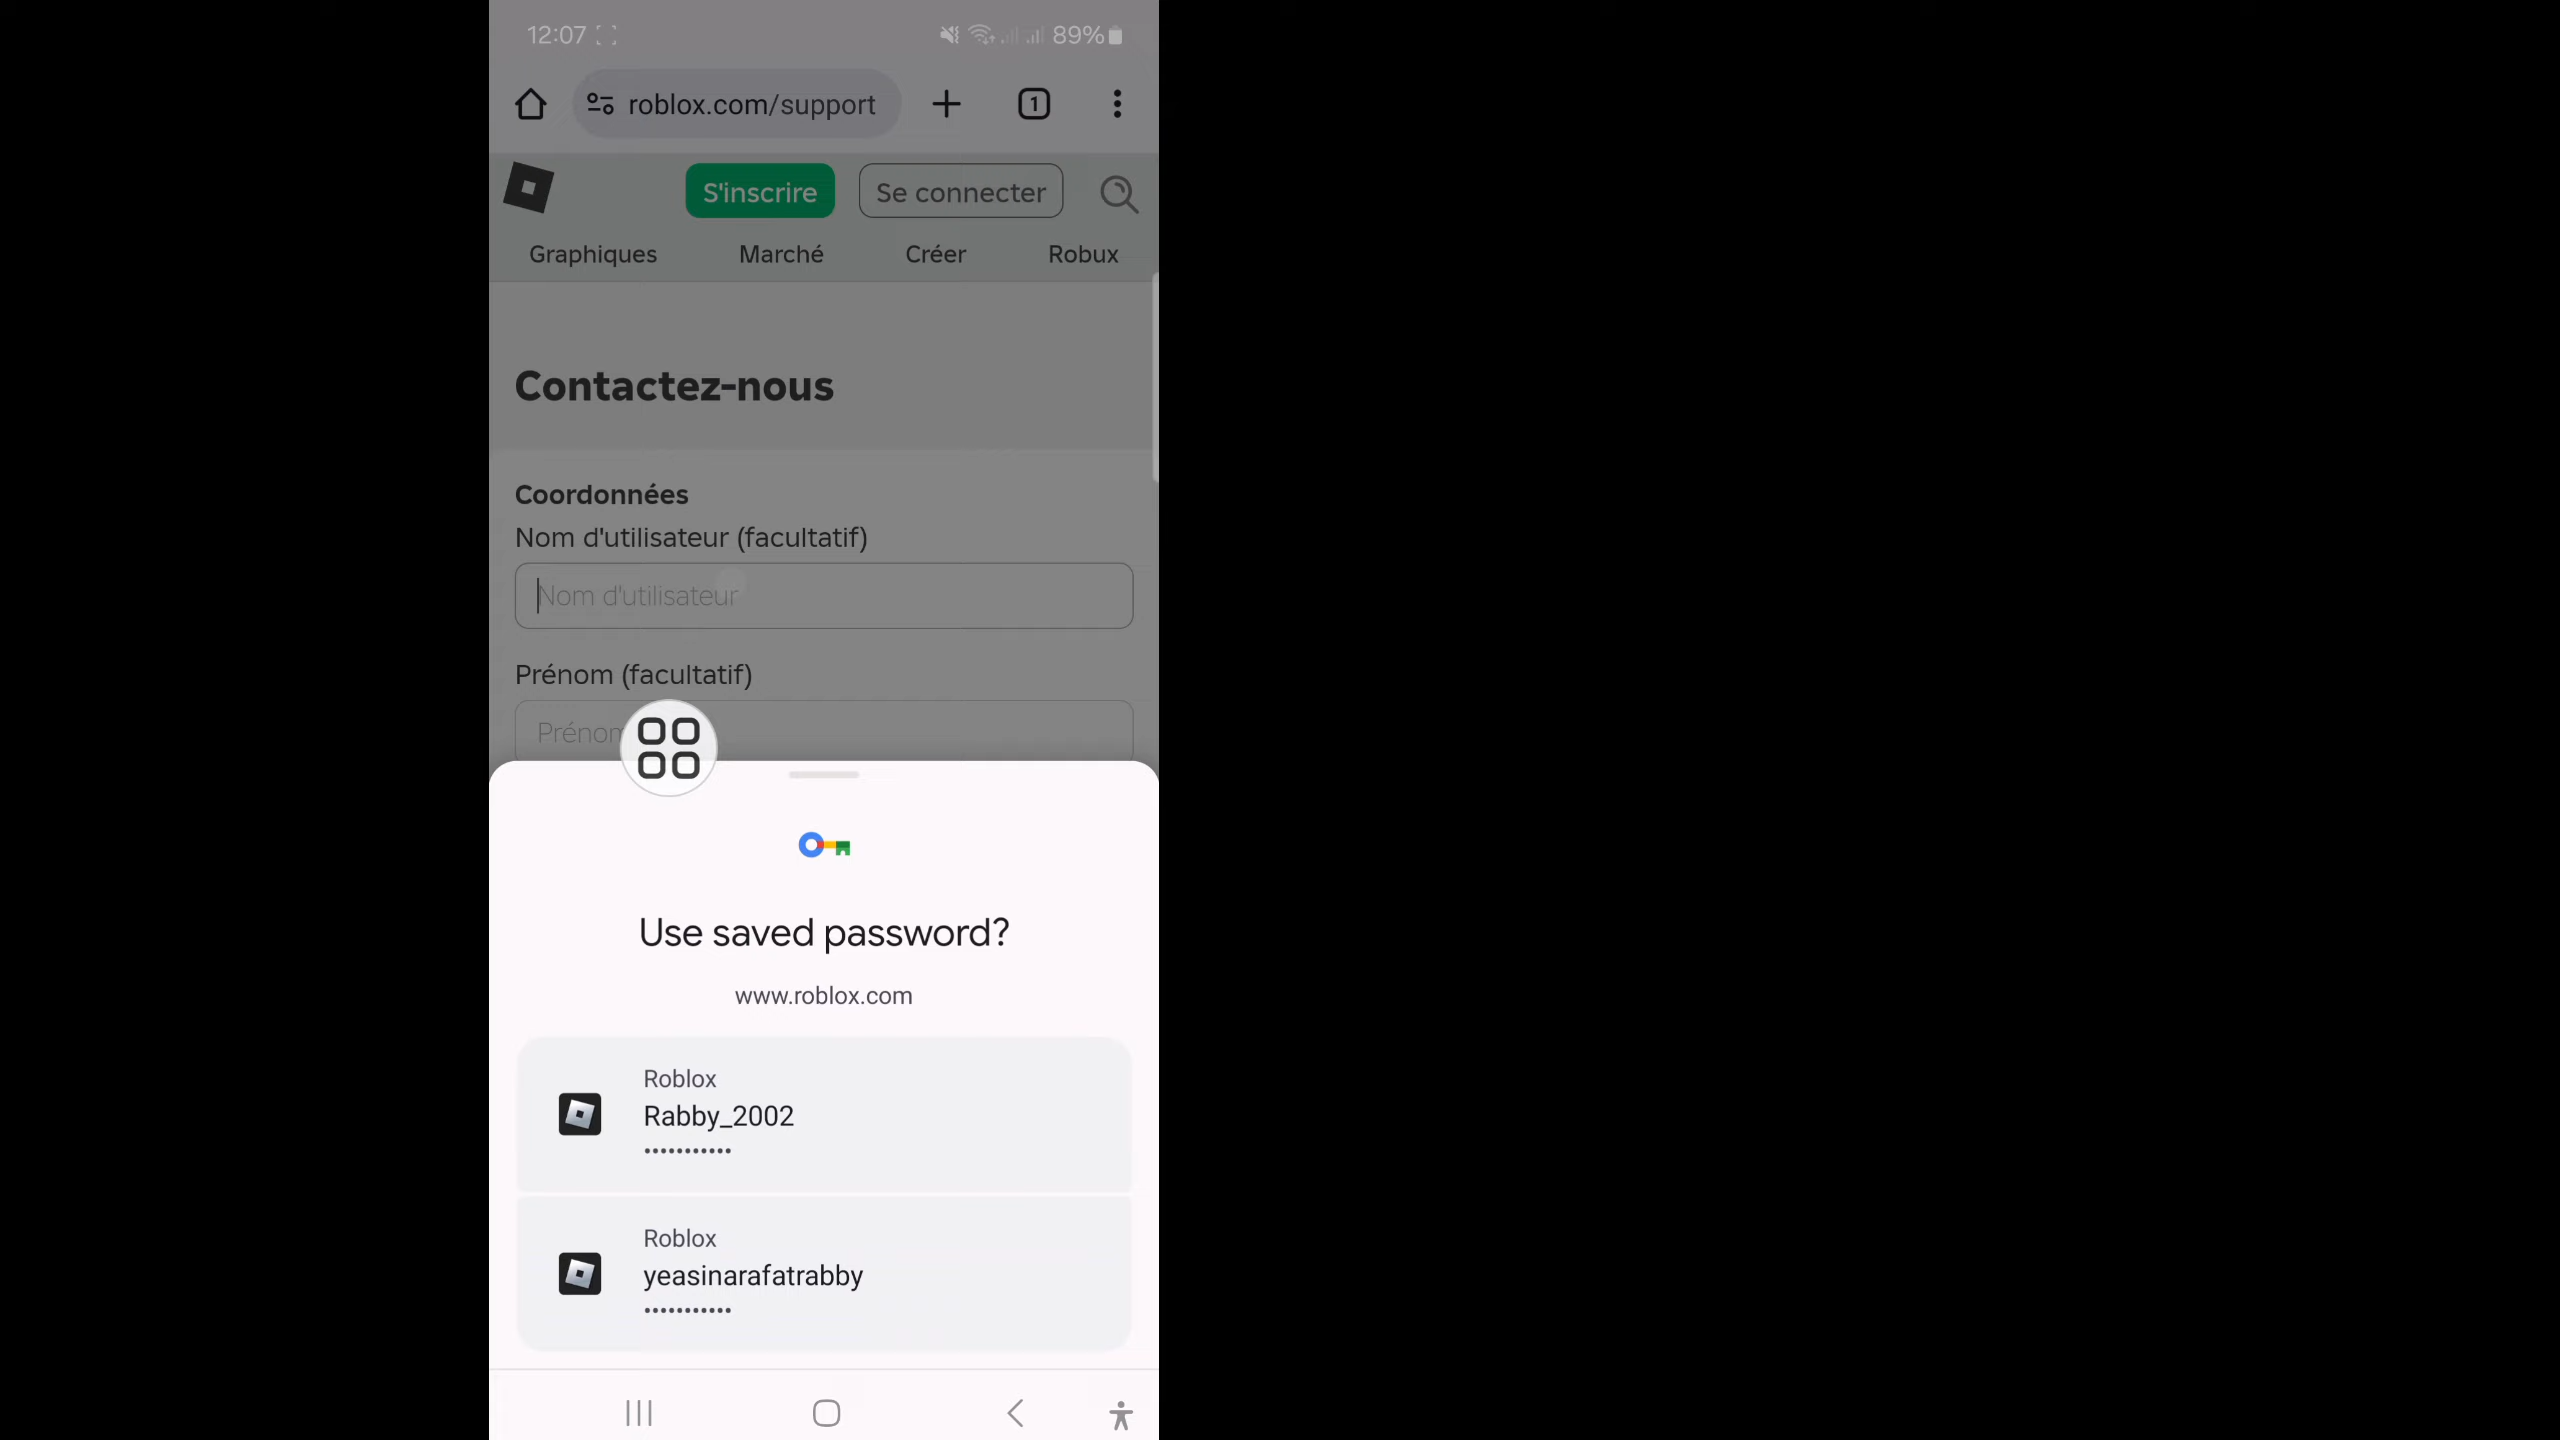 12:07
89%
roblox.com/support
1
S'inscrire
Se connecter
Graphiques Marché Créer Robux
Contactez-nous
Coordonnées
Nom d'utilisateur (facultatif)
Nom d'utilisateur
Prénom (facultatif)
Prénom
Use saved password?
www.roblox.com
Roblox
Rabby_2002
•••••••••••
Roblox
yeasinarafatrabby
•••••••••••